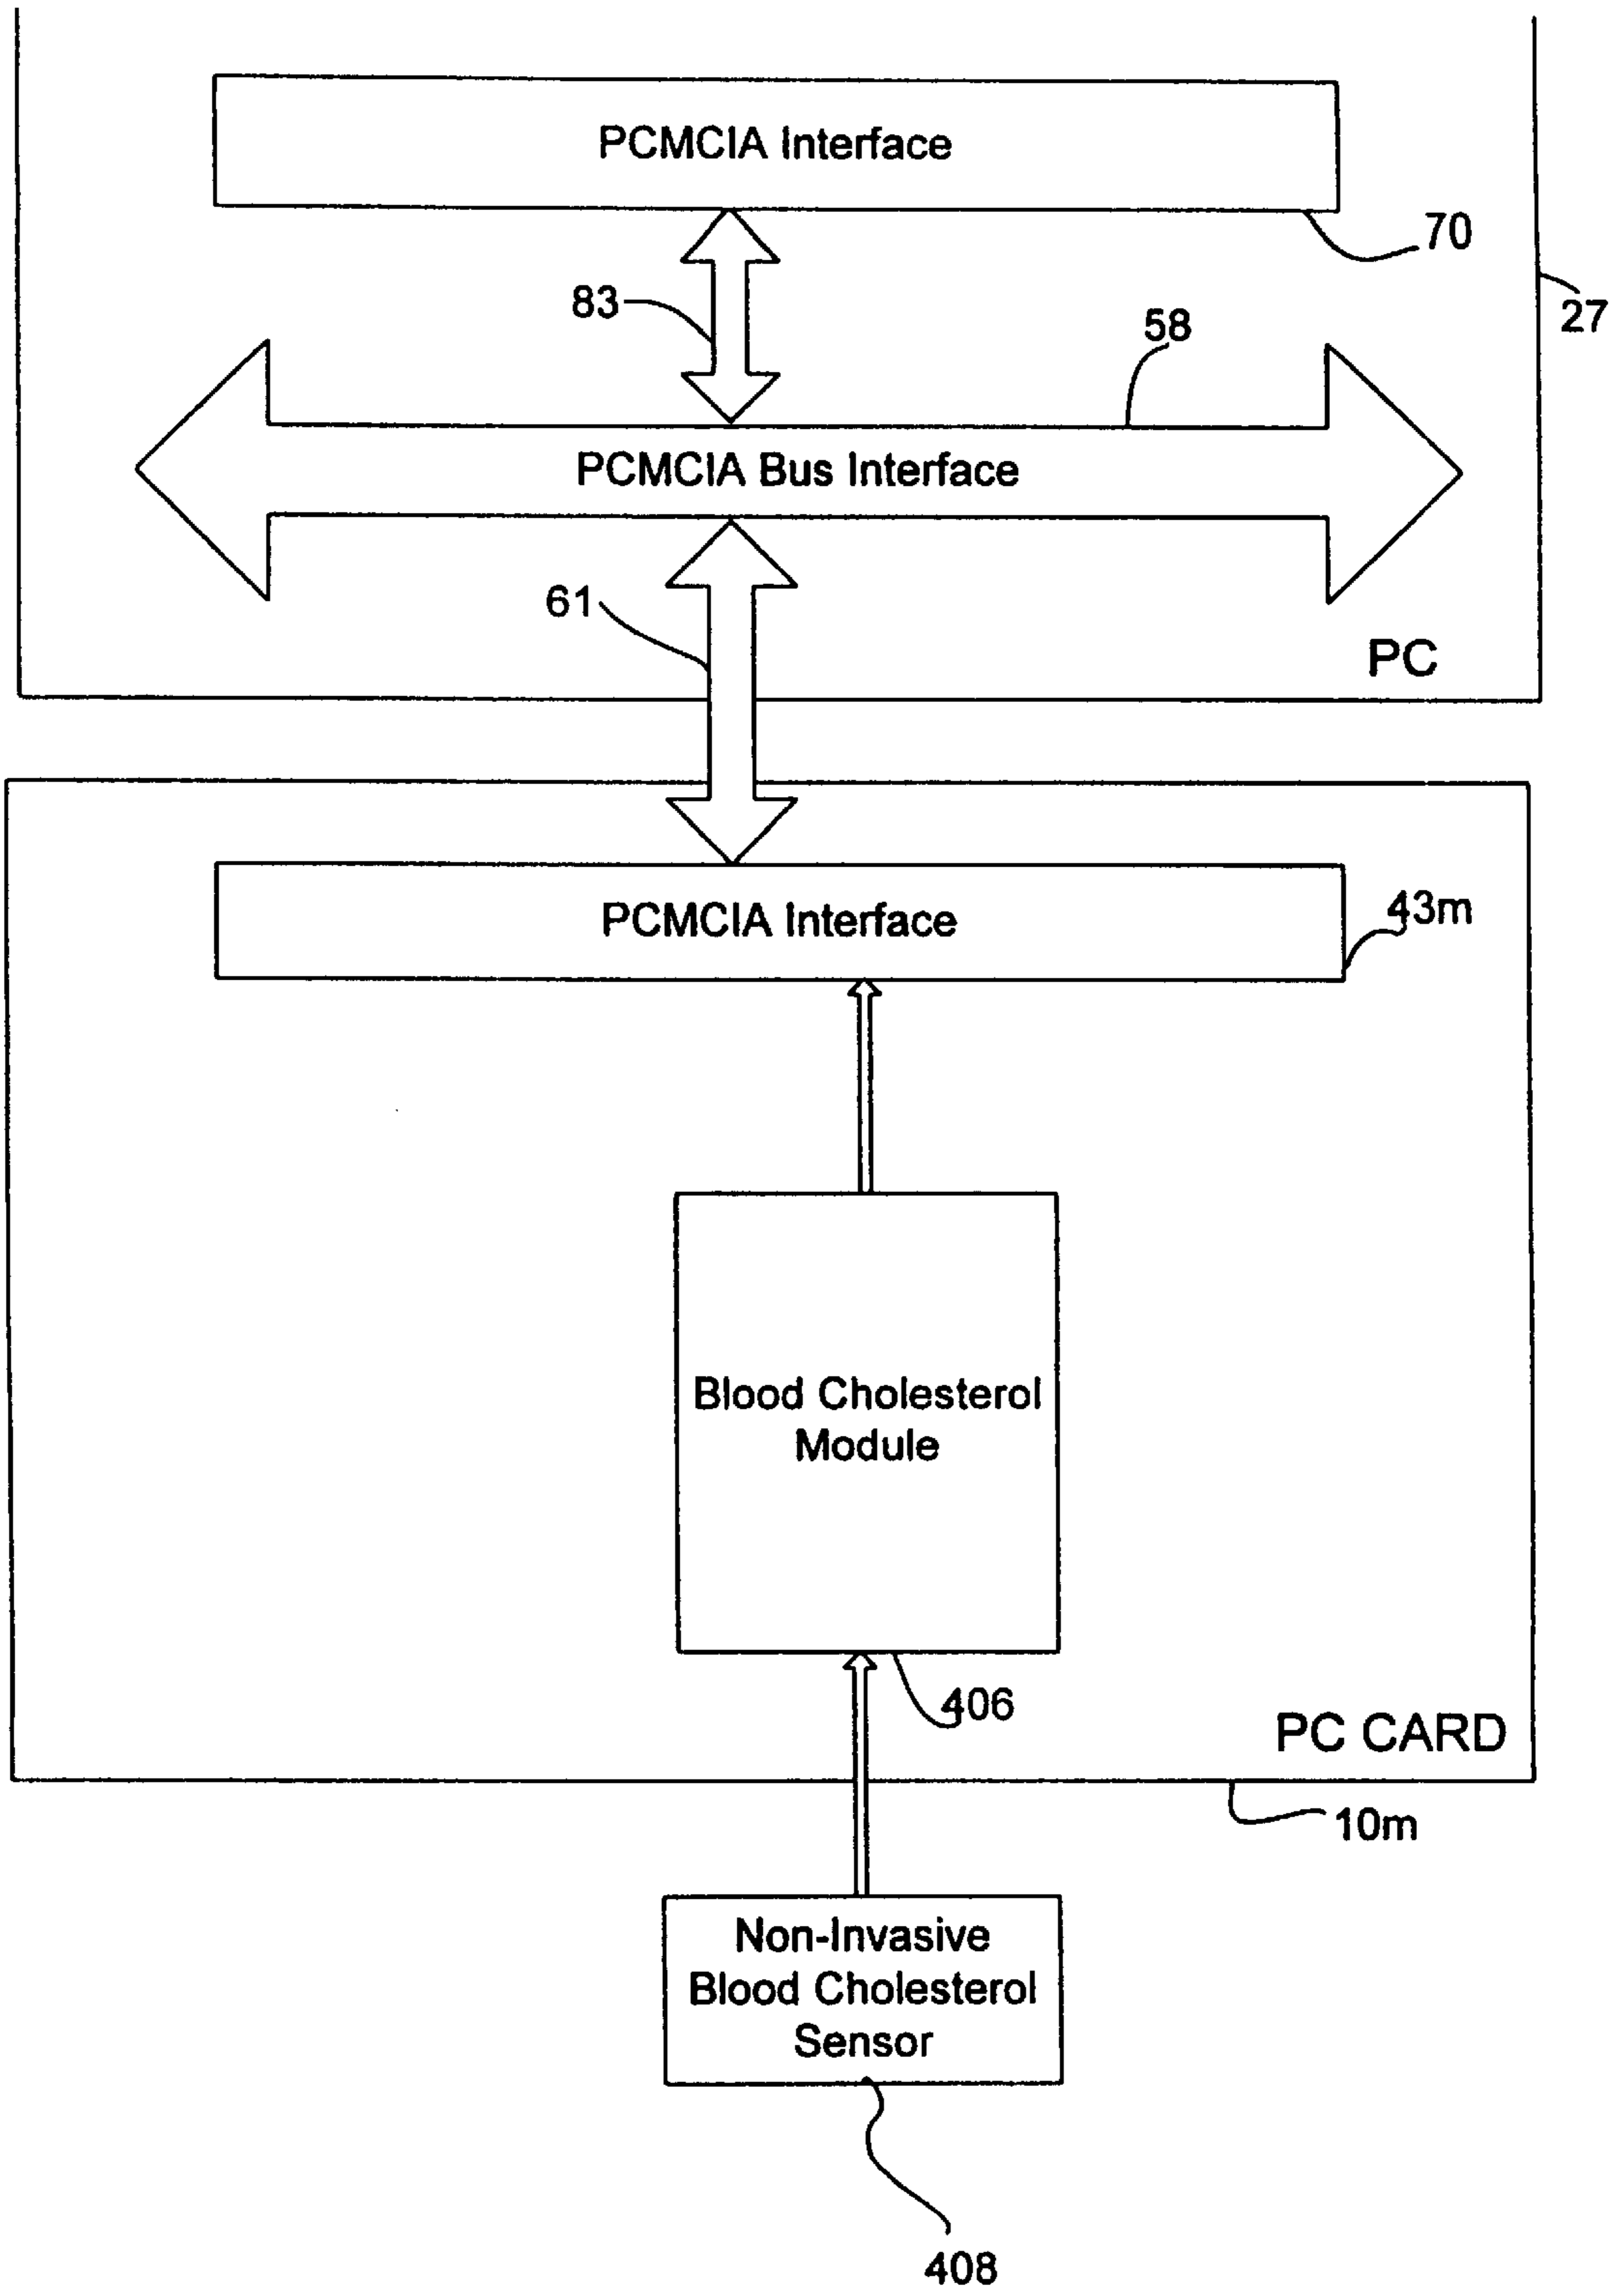 PCMCIA Interface
70
83
27
58
PCMCIA Bus Interface
61
PC
PCMCIA Interface
43m
Blood Cholesterol
Module
406
PC CARD
10m
Non-Invasive
Blood Cholesterol
Sensor
408